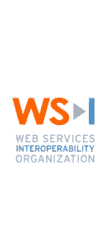 WS-I
WEB SERVICES
INTEROPERABILITY
ORGANIZATION